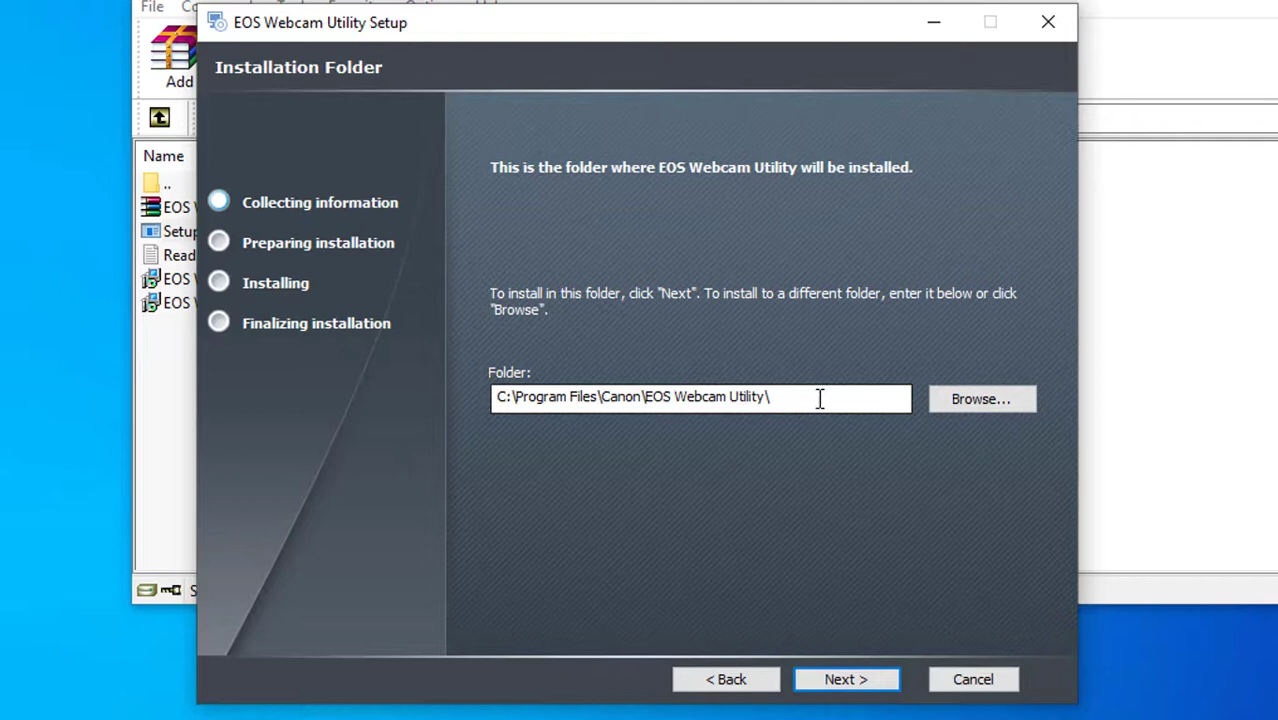 File
EOS Webcam Utility Setup
Installation Folder
Add
Name
..
EOS
Setup
Read
EOS
EOS
This is the folder where EOS Webcam Utility will be installed.
Collecting information
Preparing installation
Installing
Finalizing installation
To install in this folder, click "Next". To install to a different folder, enter it below or click
"Browse".
Folder:
C:\Program Files\Canon\EOS Webcam Utility\
Browse...
< Back
Next >
Cancel